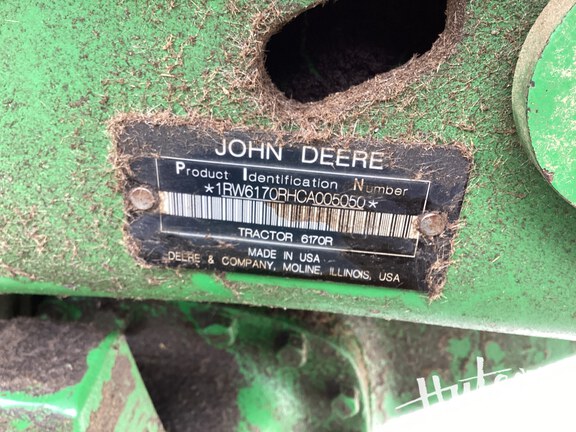 JOHN DEERE
Product Identification Number
*1RW6170RHCA005050*
TRACTOR 6170R
MADE IN USA
DEERE & COMPANY, MOLINE, ILLINOIS, USA